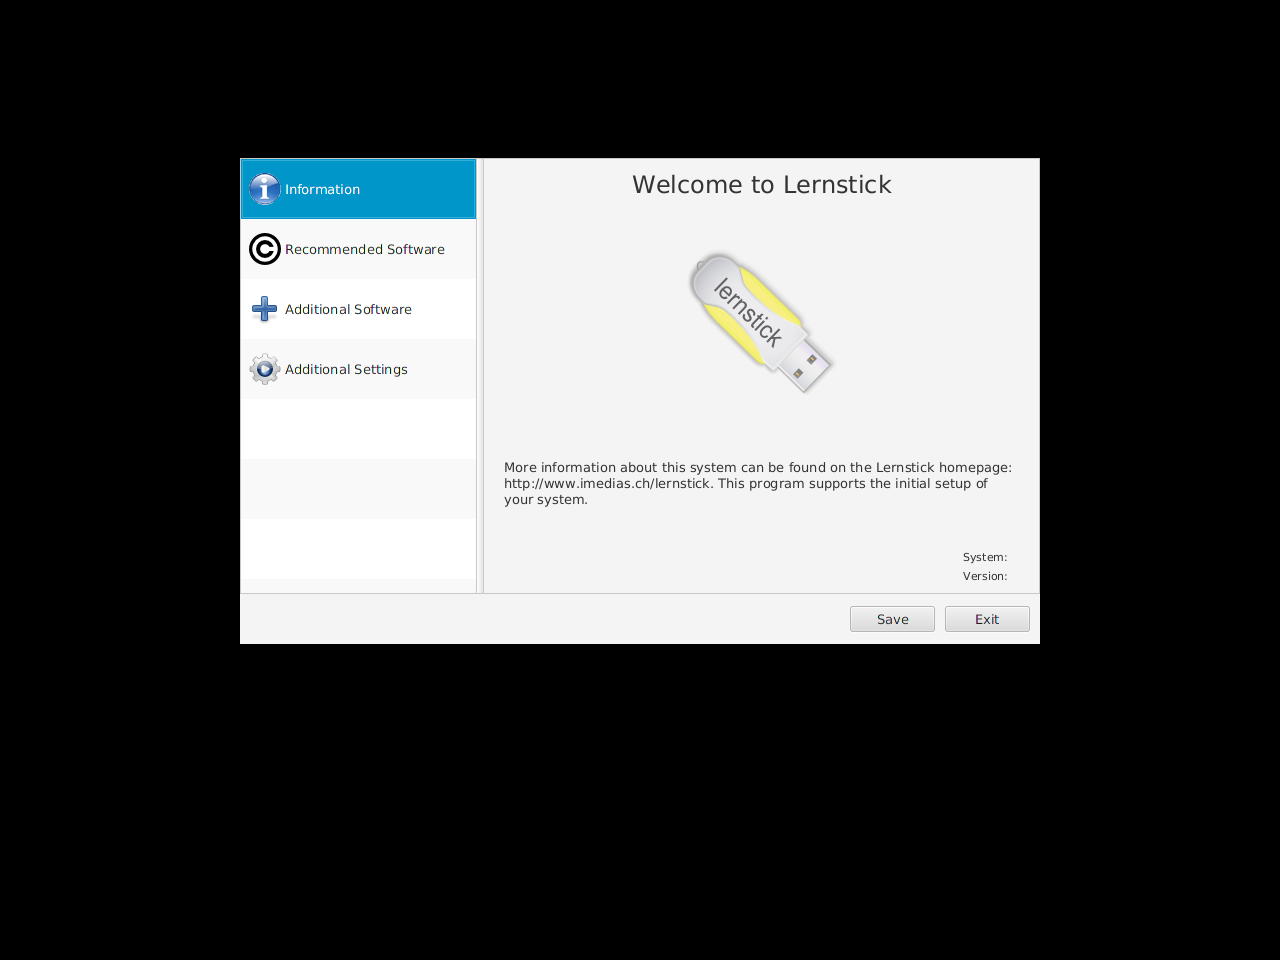 Information
Recommended Software
Additional Software
Additional Settings
Welcome to Lernstick
lernstick
More information about this system can be found on the Lernstick homepage:
http://www.imedias.ch/lernstick. This program supports the initial setup of
your system.
System:
Version:
Save
Exit